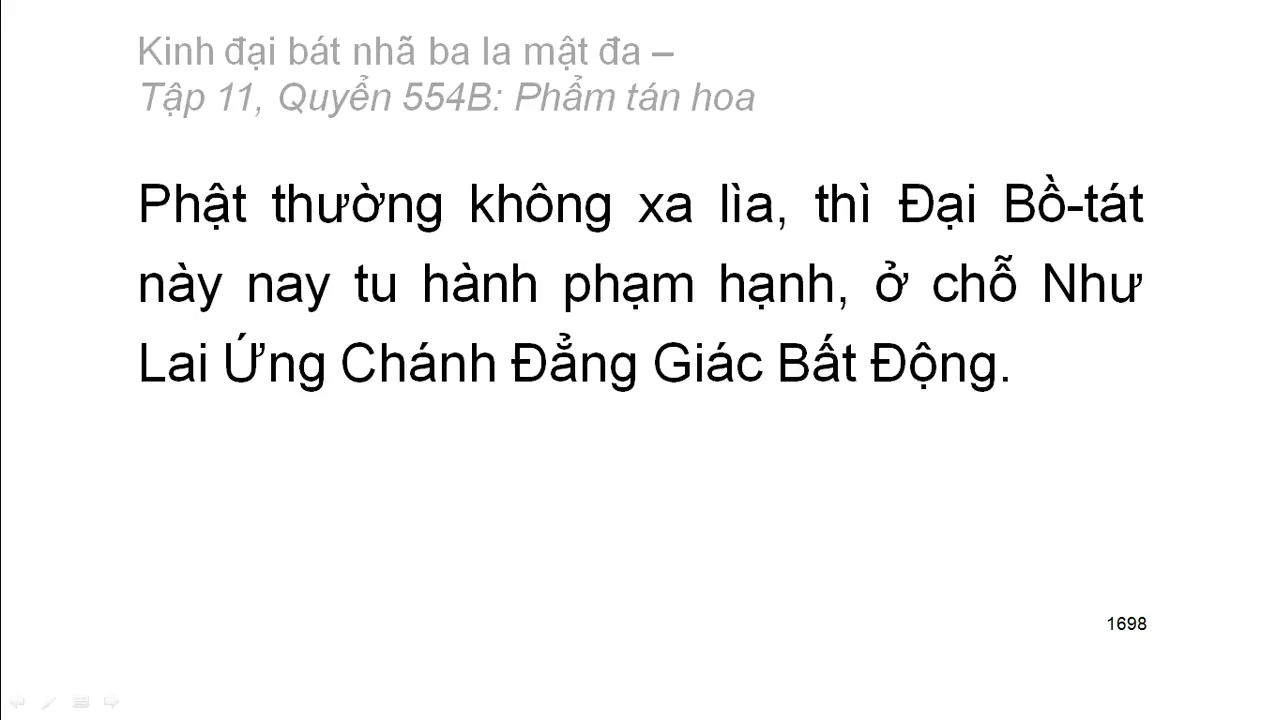 Kinh đại bát nhã ba la mật đa –
Tập 11, Quyển 554B: Phẩm tán hoa
Phật thường không xa lìa, thì Đại Bồ-tát
này nay tu hành phạm hạnh, ở chỗ Như
Lai Ứng Chánh Đẳng Giác Bất Động.
1698